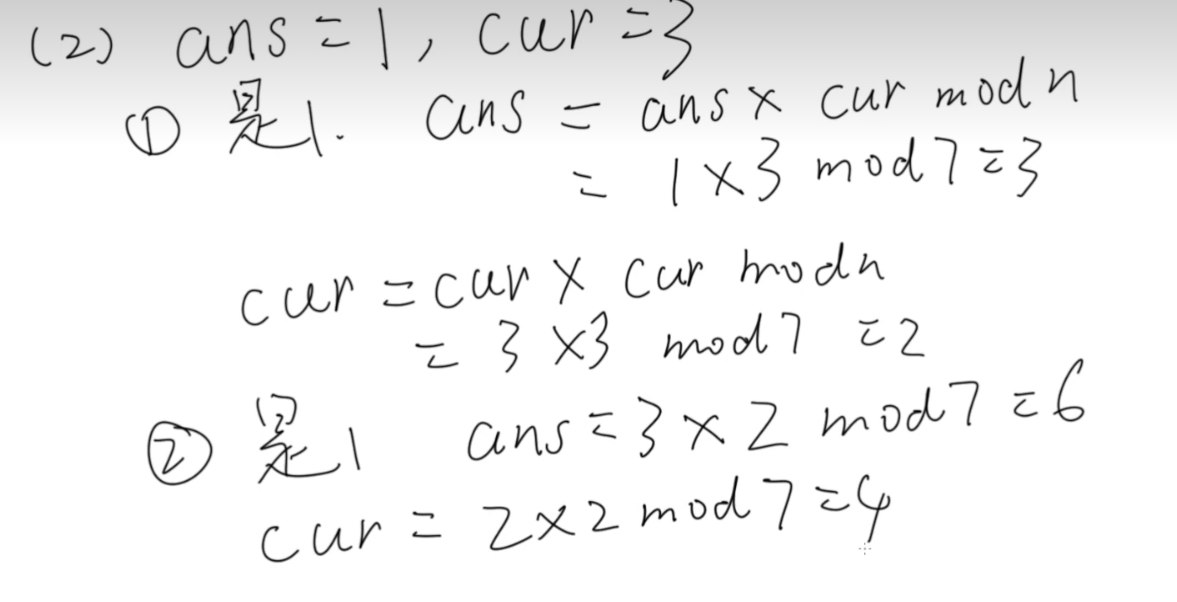 (2) ans = 1, cur = 3
① 是1. ans = ans × cur mod n
= 1 × 3 mod 7 = 3
cur = cur × cur mod n
= 3 × 3 mod 7 = 2
② 是1 ans = 3 × 2 mod 7 = 6
cur = 2 × 2 mod 7 = 4